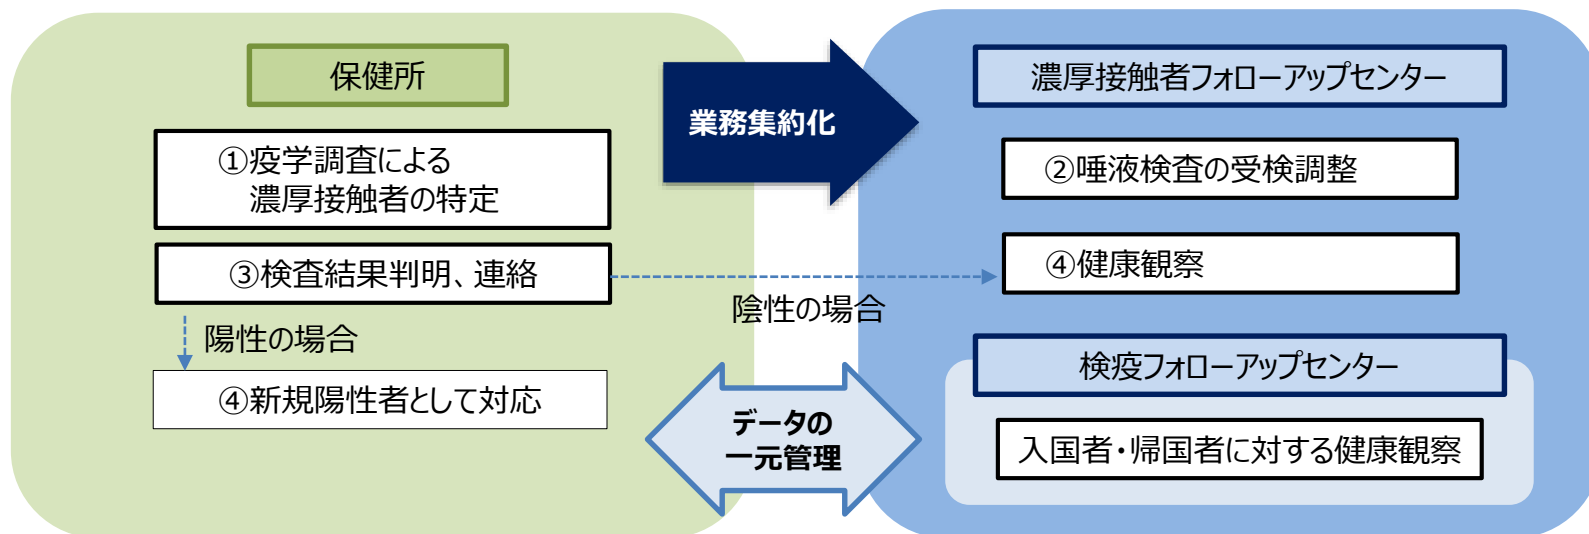 保健所
①疫学調査による
濃厚接触者の特定
③検査結果判明、連絡
陽性の場合
④新規陽性者として対応
業務集約化
陰性の場合
データの
一元管理
濃厚接触者フォローアップセンター
②唾液検査の受検調整
④健康観察
検疫フォローアップセンター
入国者・帰国者に対する健康観察